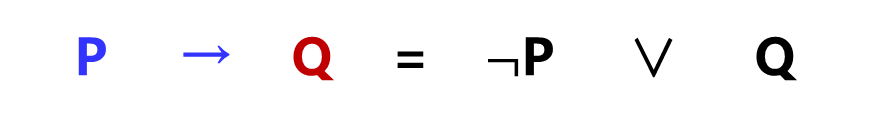 P → Q = ¬P ∨ Q